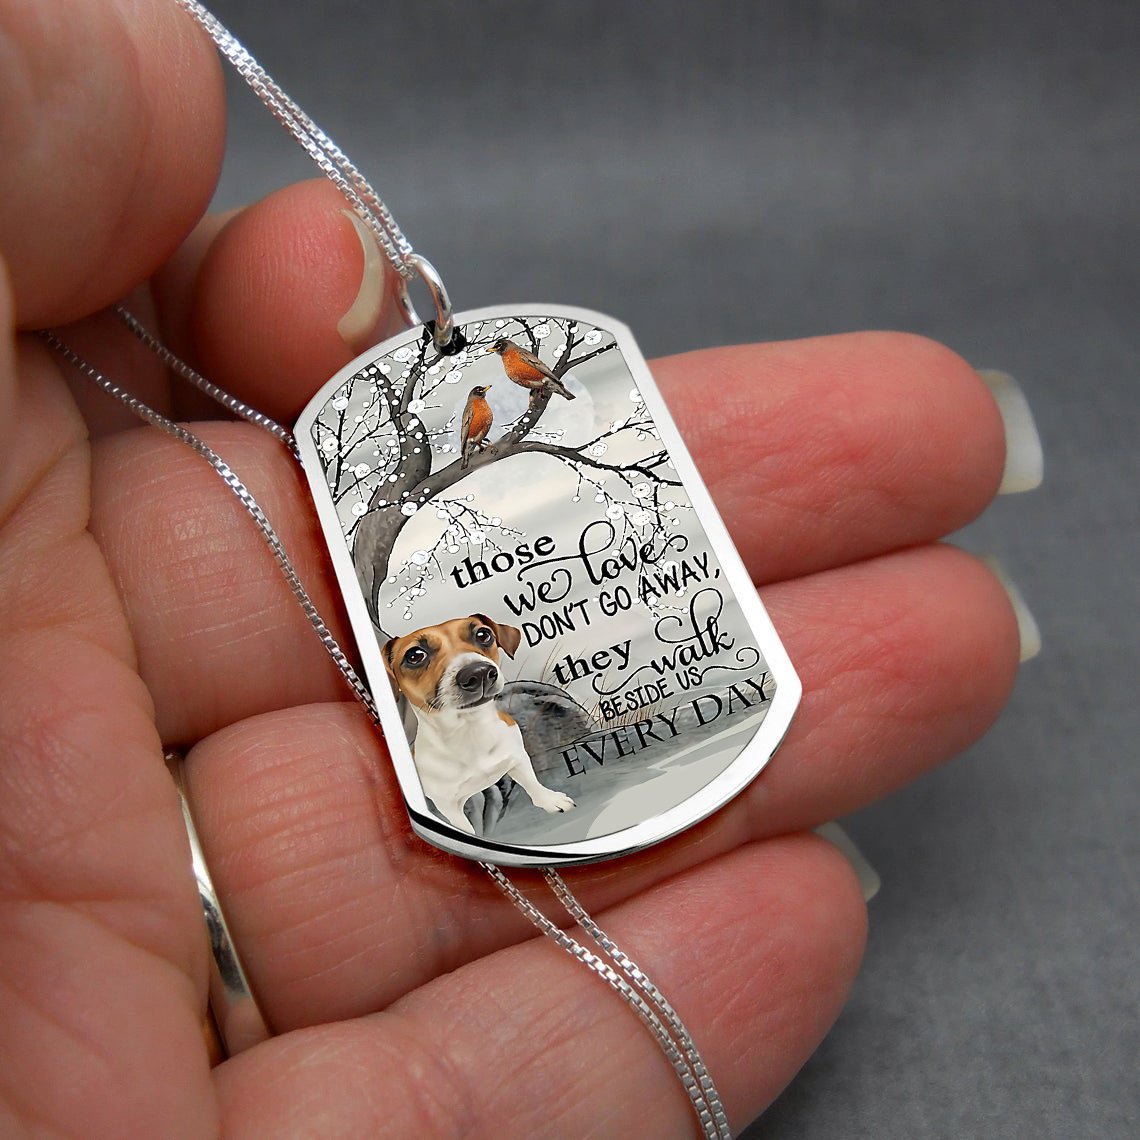 those
we love
DON'T GO AWAY,
they walk
BESIDE US
EVERY DAY